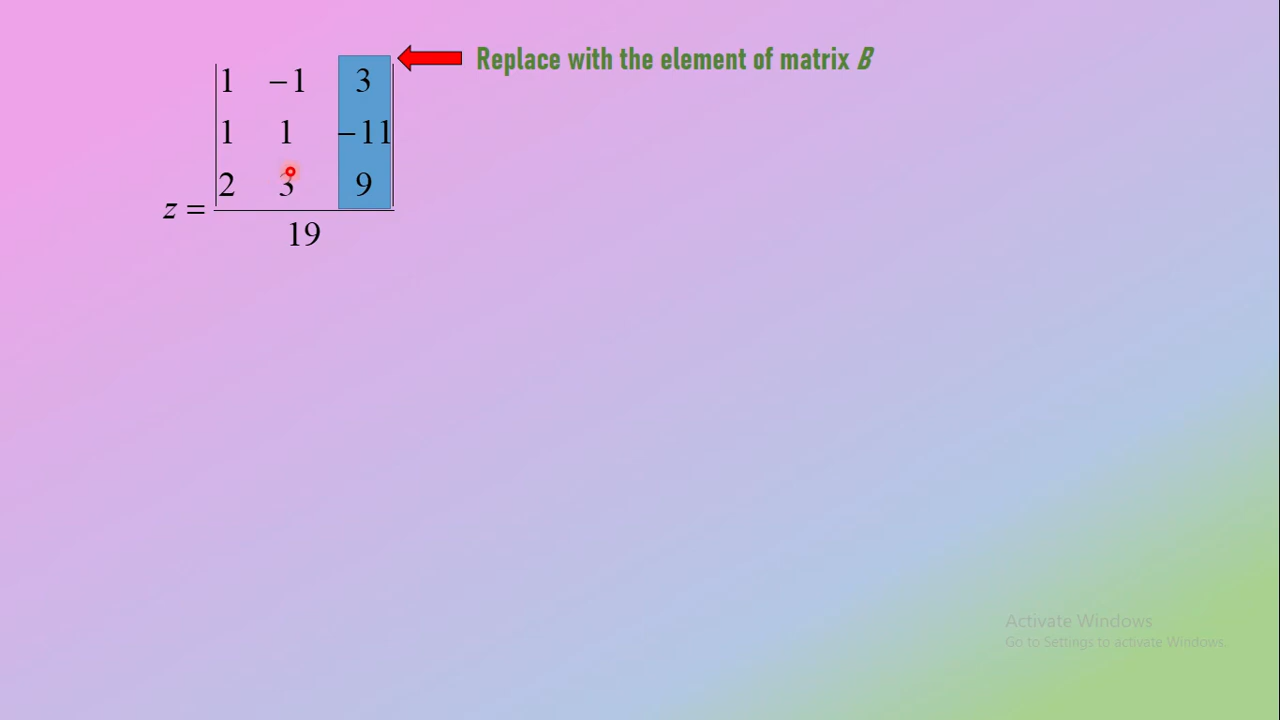 Replace with the element of matrix B
1 −1 3
1 1 −11
2 3 9
z =
19
Activate Windows
Go to Settings to activate Windows.